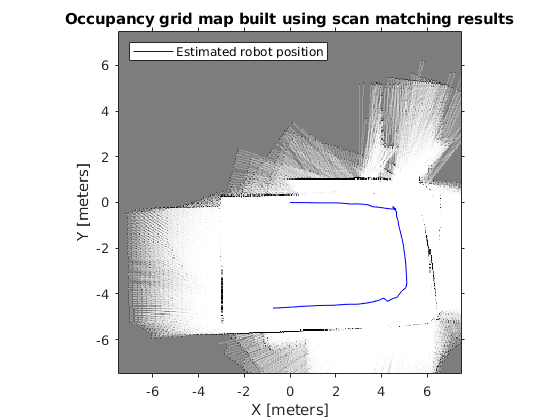 Occupancy grid map built using scan matching results
Estimated robot position
6
4
2
0
-2
-4
-6
Y [meters]
-6 -4 -2 0 2 4 6
X [meters]